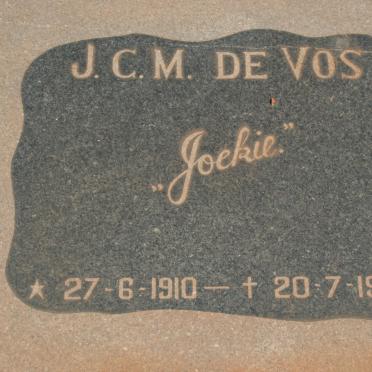 J. C. M. DE VOS
„Jockie."
★ 27-6-1910 — † 20-7-19